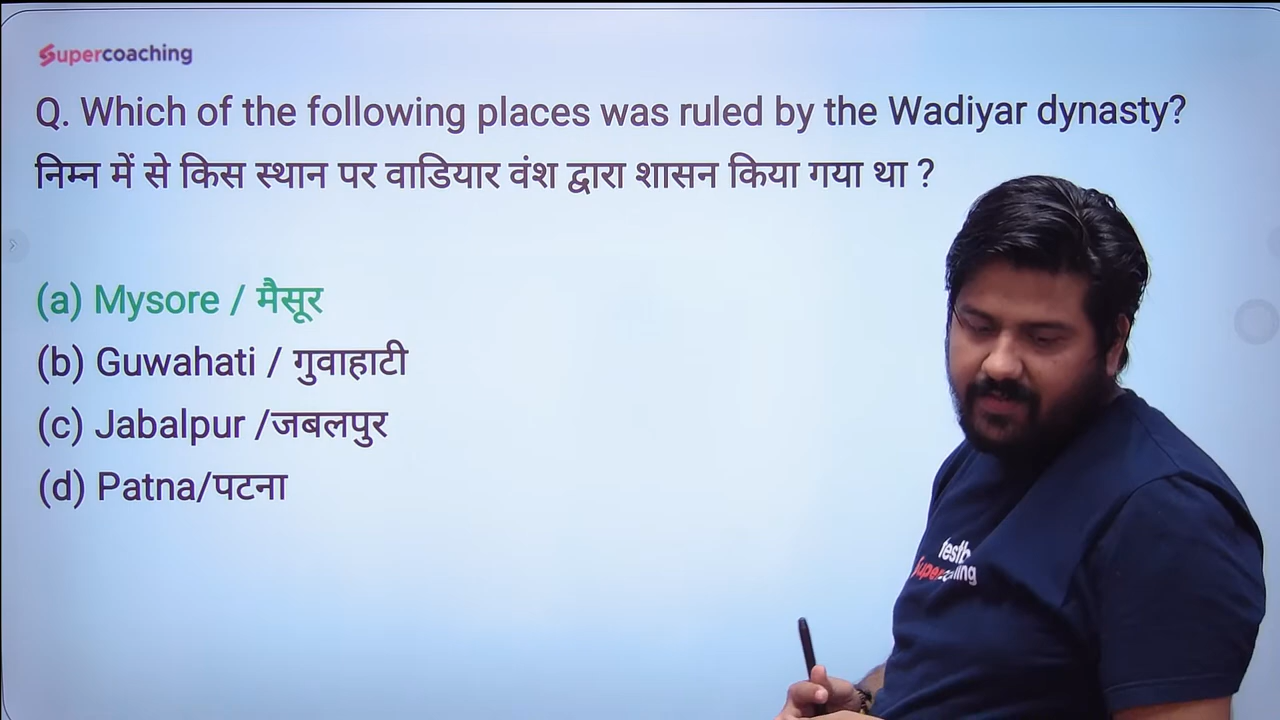 Supercoaching
Q. Which of the following places was ruled by the Wadiyar dynasty?
निम्न में से किस स्थान पर वाडियार वंश द्वारा शासन किया गया था ?
(a) Mysore / मैसूर
(b) Guwahati / गुवाहाटी
(c) Jabalpur /जबलपुर
(d) Patna/पटना